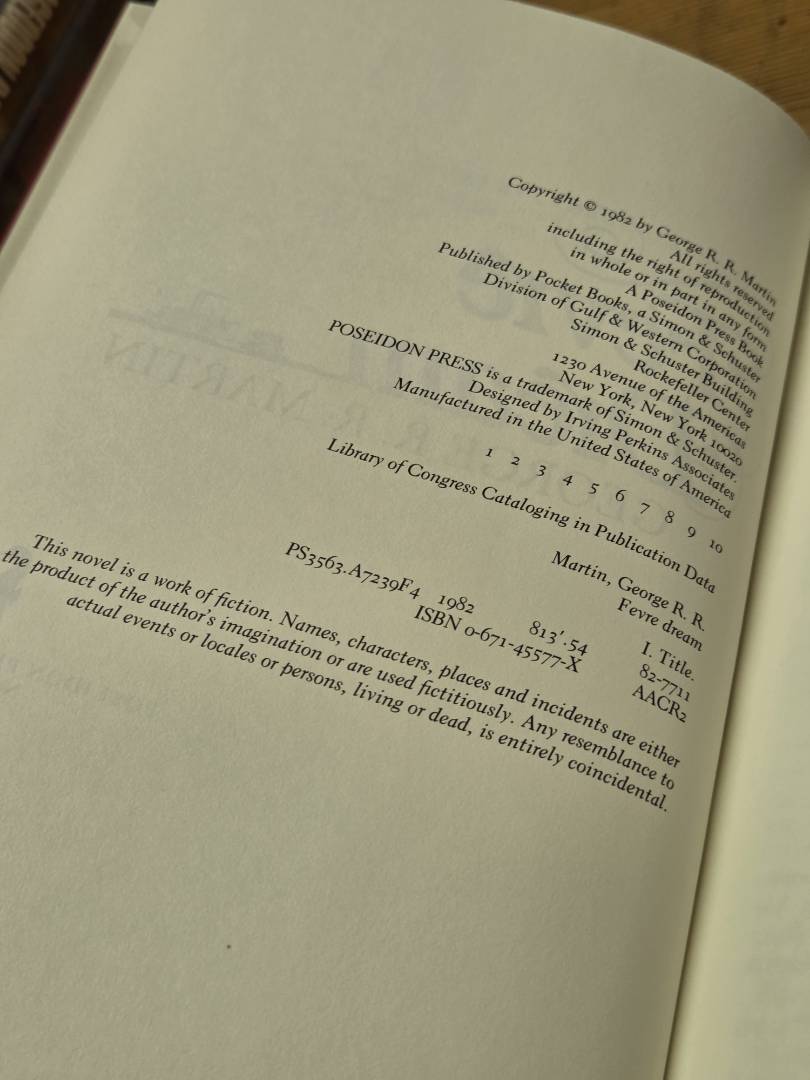 Copyright © 1982 by George R. R. Martin
All rights reserved
including the right of reproduction
in whole or in part in any form
A Poseidon Press Book
Published by Pocket Books, a Simon & Schuster
Division of Gulf & Western Corporation
Simon & Schuster Building
Rockefeller Center
1230 Avenue of the Americas
New York, New York 10020
POSEIDON PRESS is a trademark of Simon & Schuster.
Designed by Irving Perkins Associates
Manufactured in the United States of America
1 2 3 4 5 6 7 8 9 10
Library of Congress Cataloging in Publication Data
Martin, George R. R.
Fevre dream
I. Title.
PS3563.A7239F4 1982 813'.54 82-7711
ISBN 0-671-45577-X AACR2
This novel is a work of fiction. Names, characters, places and incidents are either
the product of the author's imagination or are used fictitiously. Any resemblance to
actual events or locales or persons, living or dead, is entirely coincidental.